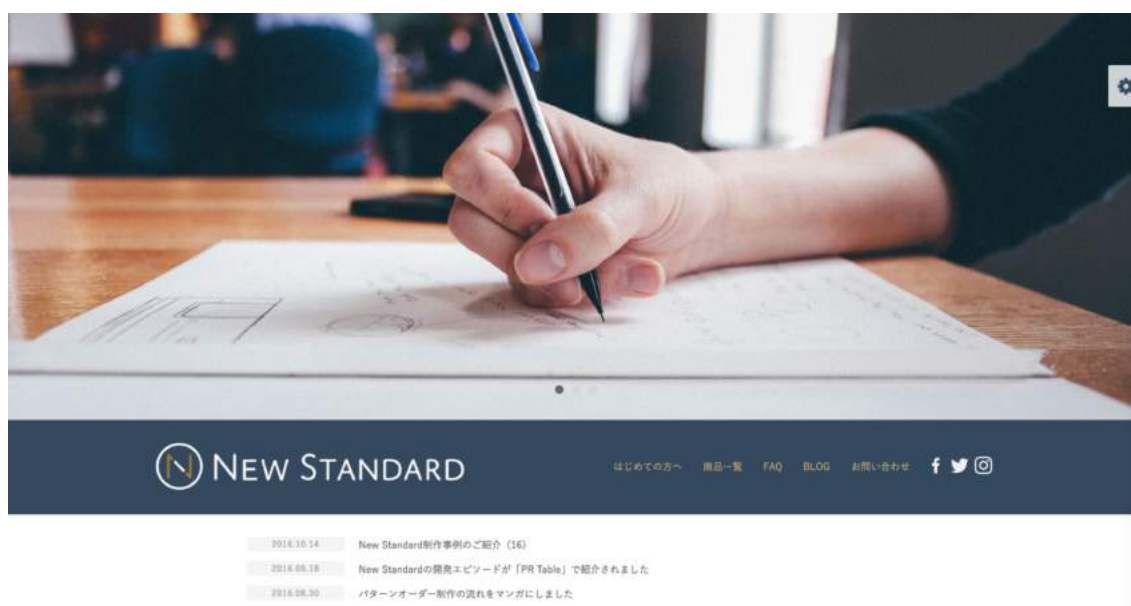 NEW STANDARD
はじめての方へ 商品一覧 FAQ BLOG お問い合わせ
2016.10.14 New Standard制作事例のご紹介（16）
2016.09.18 New Standardの開発エピソードが「PR Table」で紹介されました
2016.08.30 パターンオーダー制作の流れをマンガにしました